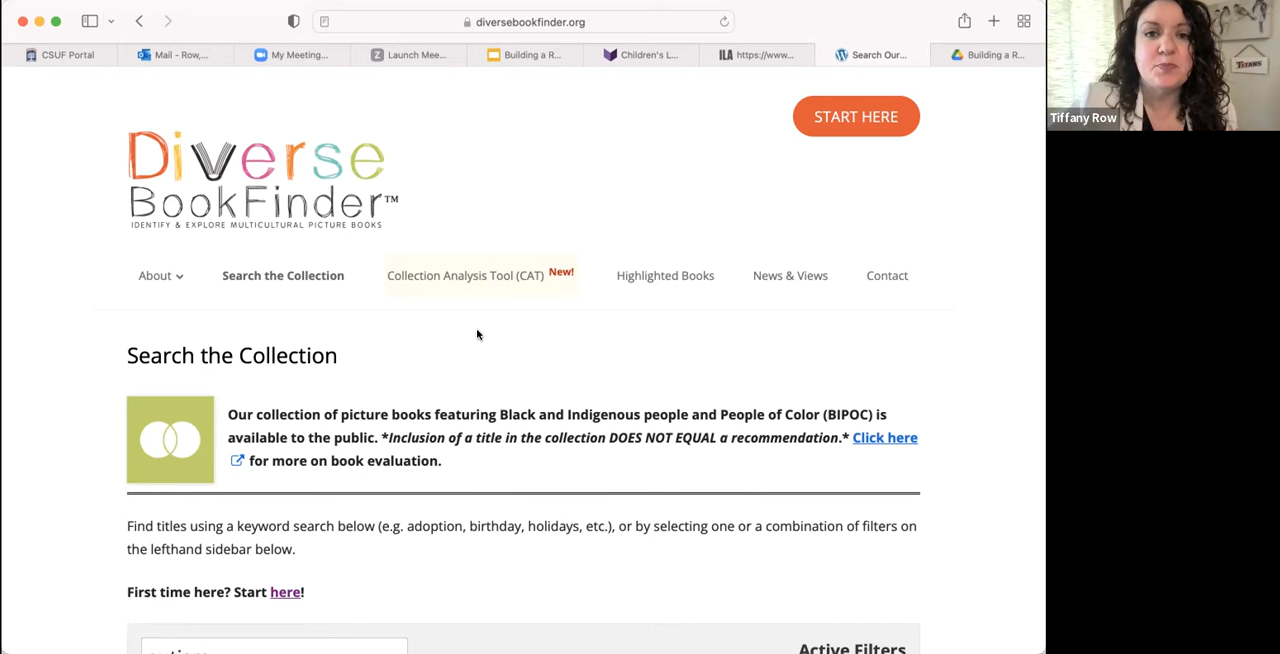 diversebookfinder.org
CSUF Portal
Mail - Row,...
My Meeting...
Launch Mee...
Building a R...
Children's L...
ILA https://www...
Search Our...
Building a R...
TITANS
Tiffany Row
START HERE
Diverse
BookFinder™
IDENTIFY & EXPLORE MULTICULTURAL PICTURE BOOKS
About
Search the Collection
Collection Analysis Tool (CAT) New!
Highlighted Books
News & Views
Contact
Search the Collection
Our collection of picture books featuring Black and Indigenous people and People of Color (BIPOC) is
available to the public. *Inclusion of a title in the collection DOES NOT EQUAL a recommendation.* Click here
for more on book evaluation.
Find titles using a keyword search below (e.g. adoption, birthday, holidays, etc.), or by selecting one or a combination of filters on
the lefthand sidebar below.
First time here? Start here!
Active Filters